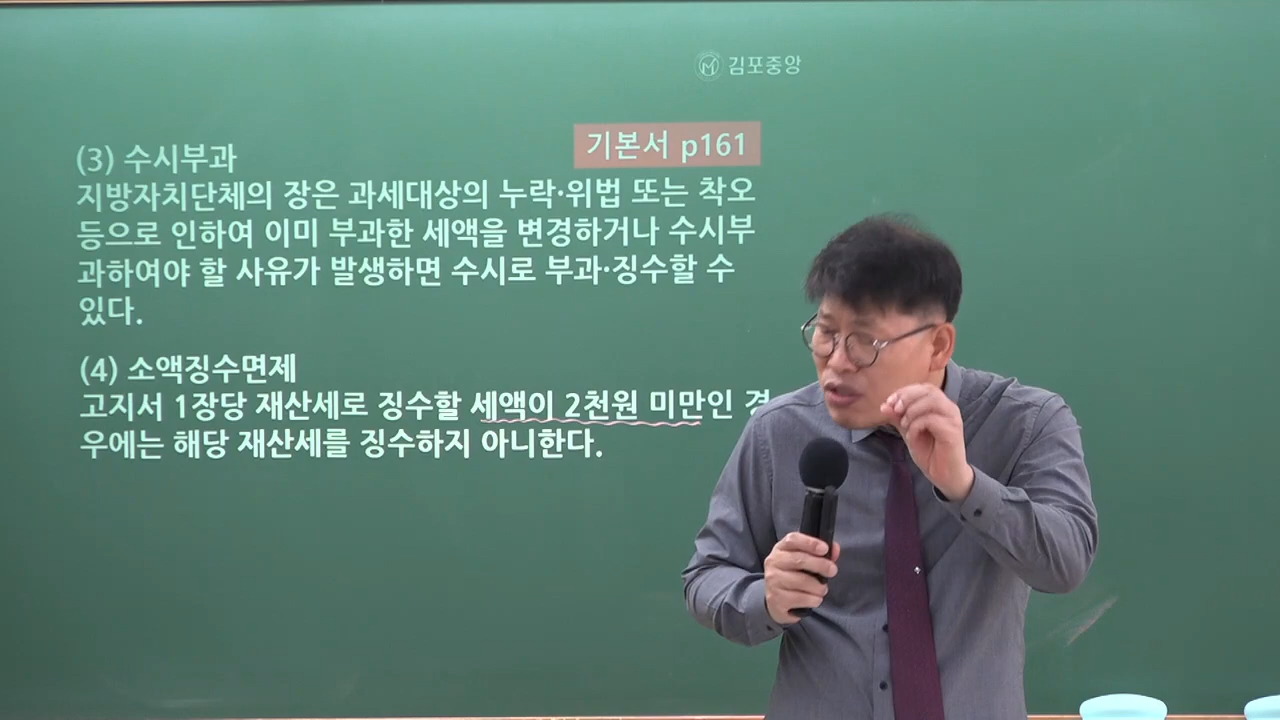 김포중앙
기본서 p161
(3) 수시부과
지방자치단체의 장은 과세대상의 누락·위법 또는 착오
등으로 인하여 이미 부과한 세액을 변경하거나 수시부
과하여야 할 사유가 발생하면 수시로 부과·징수할 수
있다.
(4) 소액징수면제
고지서 1장당 재산세로 징수할 세액이 2천원 미만인 경
우에는 해당 재산세를 징수하지 아니한다.